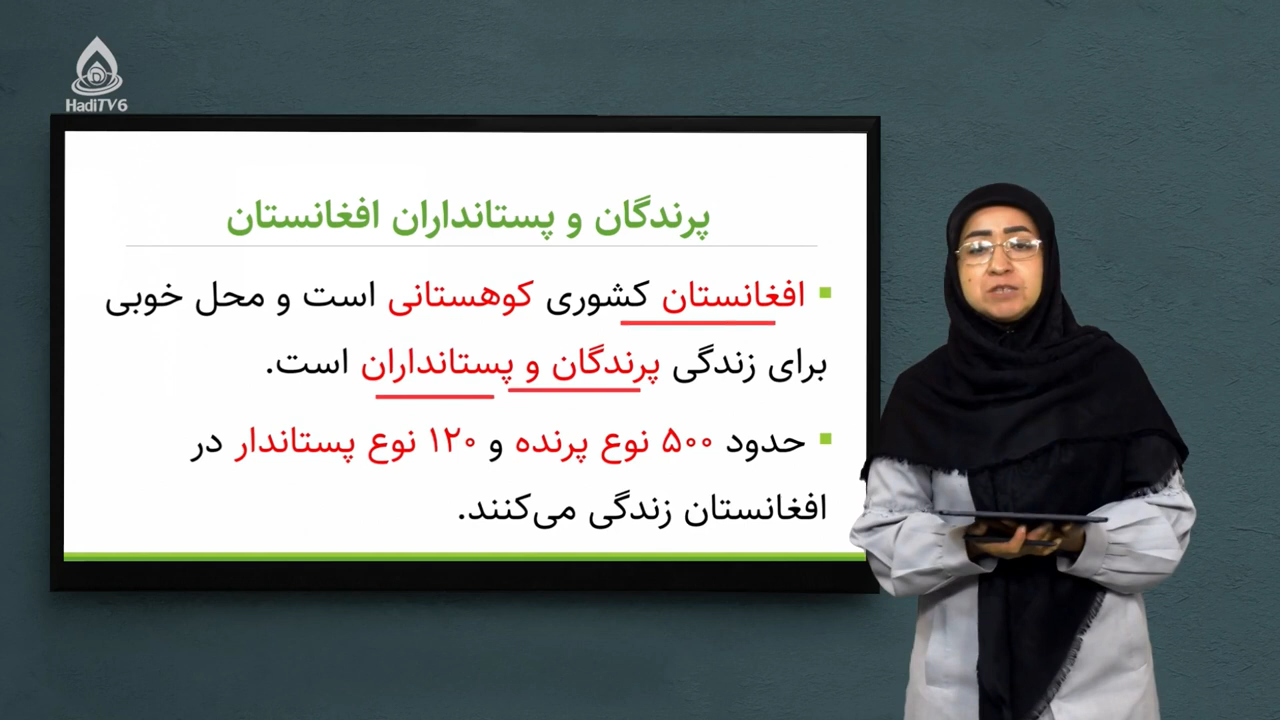 HadiTV6
پرندگان و پستانداران افغانستان
افغانستان کشوری کوهستانی است و محل خوبی
برای زندگی پرندگان و پستانداران است.
حدود ۵۰۰ نوع پرنده و ۱۲۰ نوع پستاندار در
افغانستان زندگی می‌کنند.